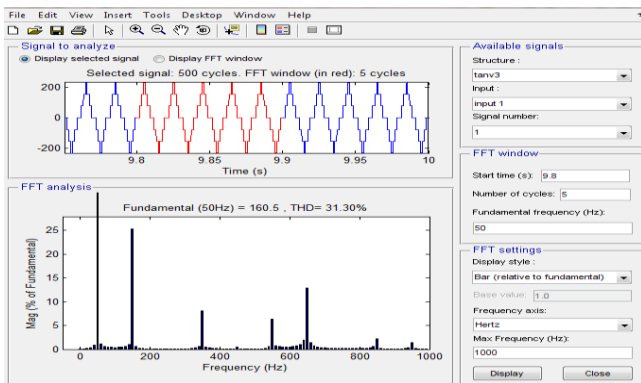 File Edit View Insert Tools Desktop Window Help
Signal to analyze
Display selected signal Display FFT window
Selected signal: 500 cycles. FFT window (in red): 5 cycles
200
0
-200
9.8 9.85 9.9 9.95 10
Time (s)
FFT analysis
Fundamental (50Hz) = 160.5 , THD= 31.30%
Mag (% of Fundamental)
25
20
15
10
5
0
0 200 400 600 800 1000
Frequency (Hz)
Available signals
Structure :
tanv3
Input :
input 1
Signal number:
1
FFT window
Start time (s): 9.8
Number of cycles: 5
Fundamental frequency (Hz):
50
FFT settings
Display style :
Bar (relative to fundamental)
Base value: 1.0
Frequency axis:
Hertz
Max Frequency (Hz):
1000
Display Close